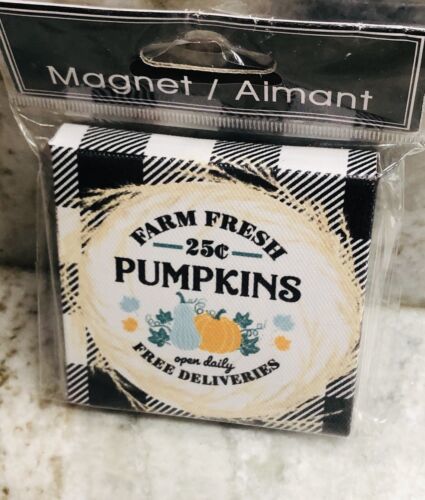 Magnet / Aimant
FARM FRESH
25¢
PUMPKINS
open daily
FREE DELIVERIES